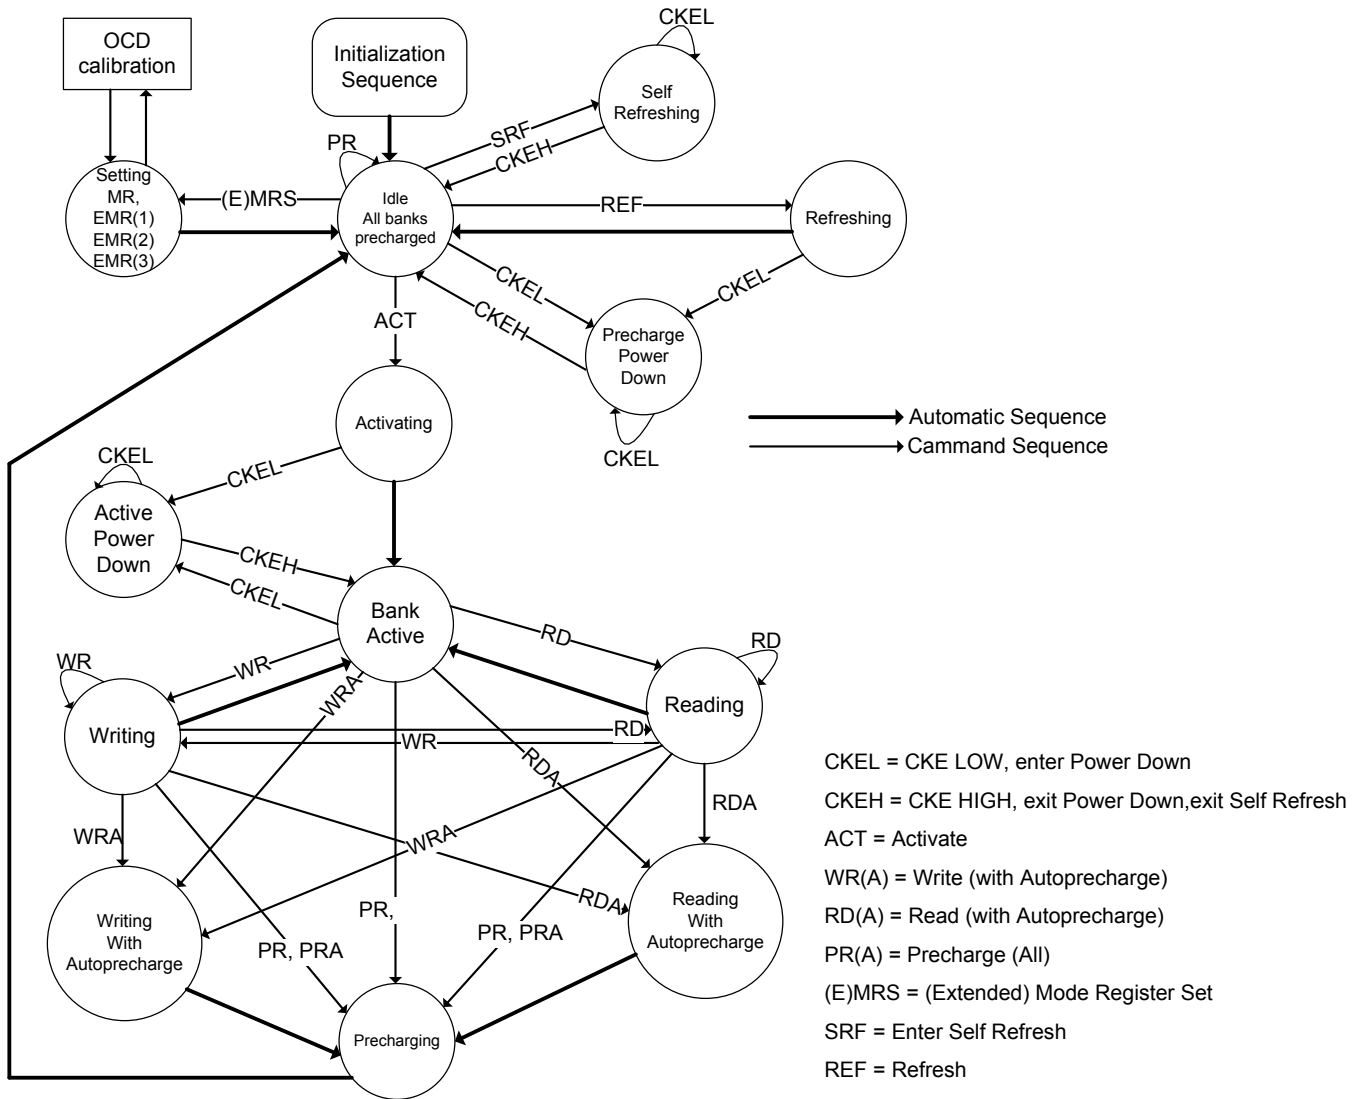 OCD
calibration
Initialization
Sequence
CKEL
Self
Refreshing
SRF
CKEH
PR
Setting
MR,
EMR(1)
EMR(2)
EMR(3)
(E)MRS
Idle
All banks
precharged
REF
Refreshing
CKEL
CKEH
CKEL
Precharge
Power
Down
CKEL
ACT
Activating
Automatic Sequence
Cammand Sequence
CKEL
CKEL
Active
Power
Down
CKEH
CKEL
Bank
Active
RD
RD
WR
WR
WRA
Reading
Writing
RD
WR
RDA
RDA
WRA
WRA
RDA
PR,
PR, PRA
PR, PRA
Writing
With
Autoprecharge
Reading
With
Autoprecharge
Precharging
CKEL = CKE LOW, enter Power Down
CKEH = CKE HIGH, exit Power Down,exit Self Refresh
ACT = Activate
WR(A) = Write (with Autoprecharge)
RD(A) = Read (with Autoprecharge)
PR(A) = Precharge (All)
(E)MRS = (Extended) Mode Register Set
SRF = Enter Self Refresh
REF = Refresh